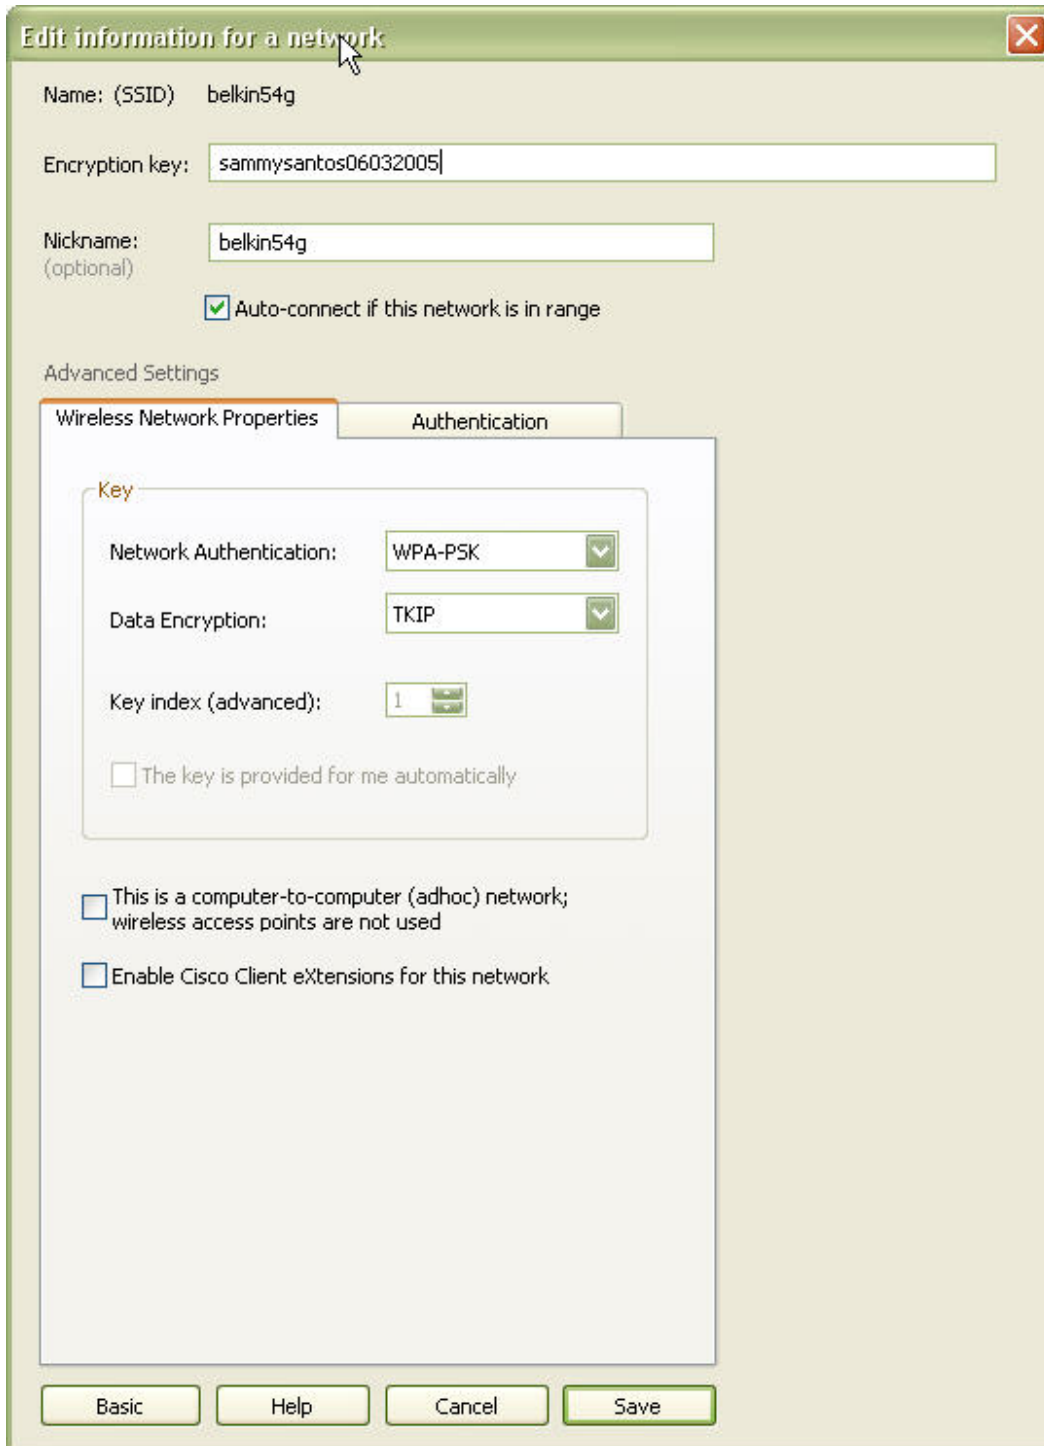 Edit information for a network
Name: (SSID) belkin54g
Encryption key: sammysantos06032005
Nickname: belkin54g
(optional)
Auto-connect if this network is in range
Advanced Settings
Wireless Network Properties Authentication
Key
Network Authentication: WPA-PSK
Data Encryption: TKIP
Key index (advanced): 1
The key is provided for me automatically
This is a computer-to-computer (adhoc) network;
wireless access points are not used
Enable Cisco Client eXtensions for this network
Basic Help Cancel Save